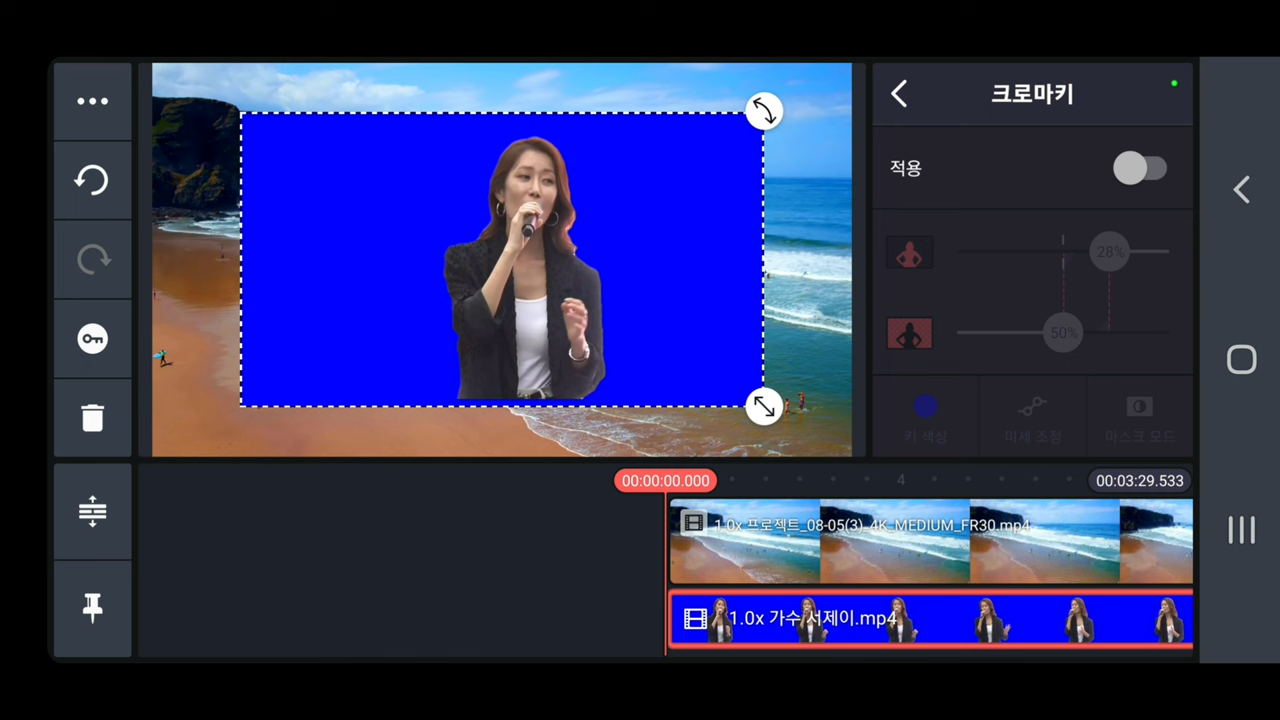 크로마키
적용
28%
50%
키 색상
미세 조정
마스크 모드
00:00:00.000
4
00:03:29.533
1.0x 프로젝트_08-05(3)_4K_MEDIUM_FR30.mp4
1.0x 가수 서제이.mp4